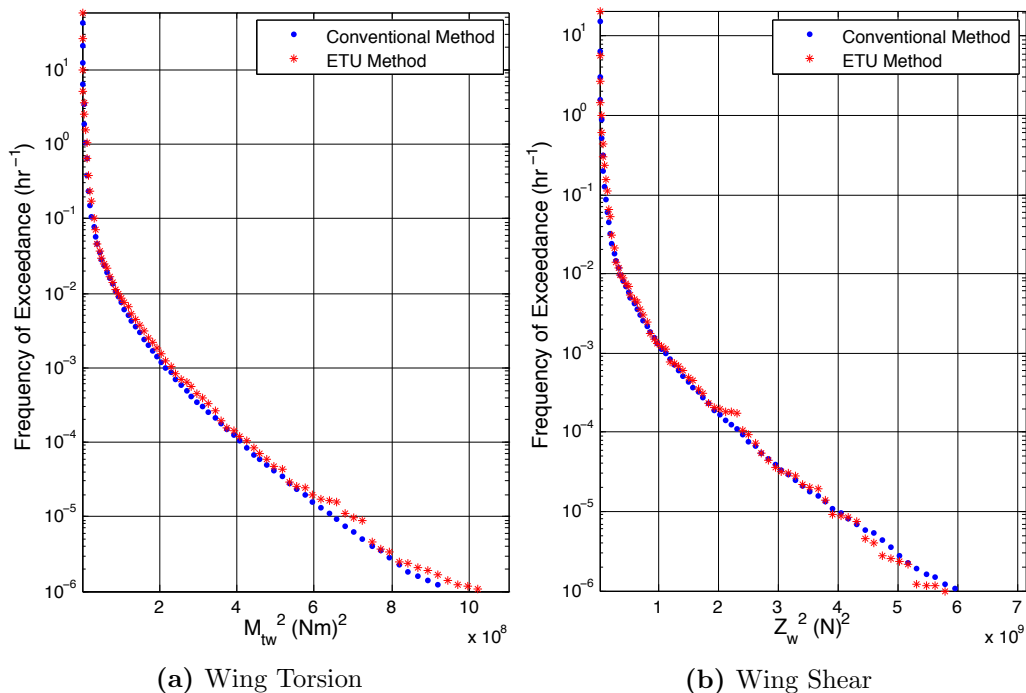 Conventional Method
ETU Method
10^1
10^0
10^-1
10^-2
10^-3
10^-4
10^-5
10^-6
Frequency of Exceedance (hr^-1)
2 4 6 8 10
x 10^8
M_tw^2 (Nm)^2
(a) Wing Torsion
Conventional Method
ETU Method
10^1
10^0
10^-1
10^-2
10^-3
10^-4
10^-5
10^-6
Frequency of Exceedance (hr^-1)
1 2 3 4 5 6 7
x 10^9
Z_w^2 (N)^2
(b) Wing Shear